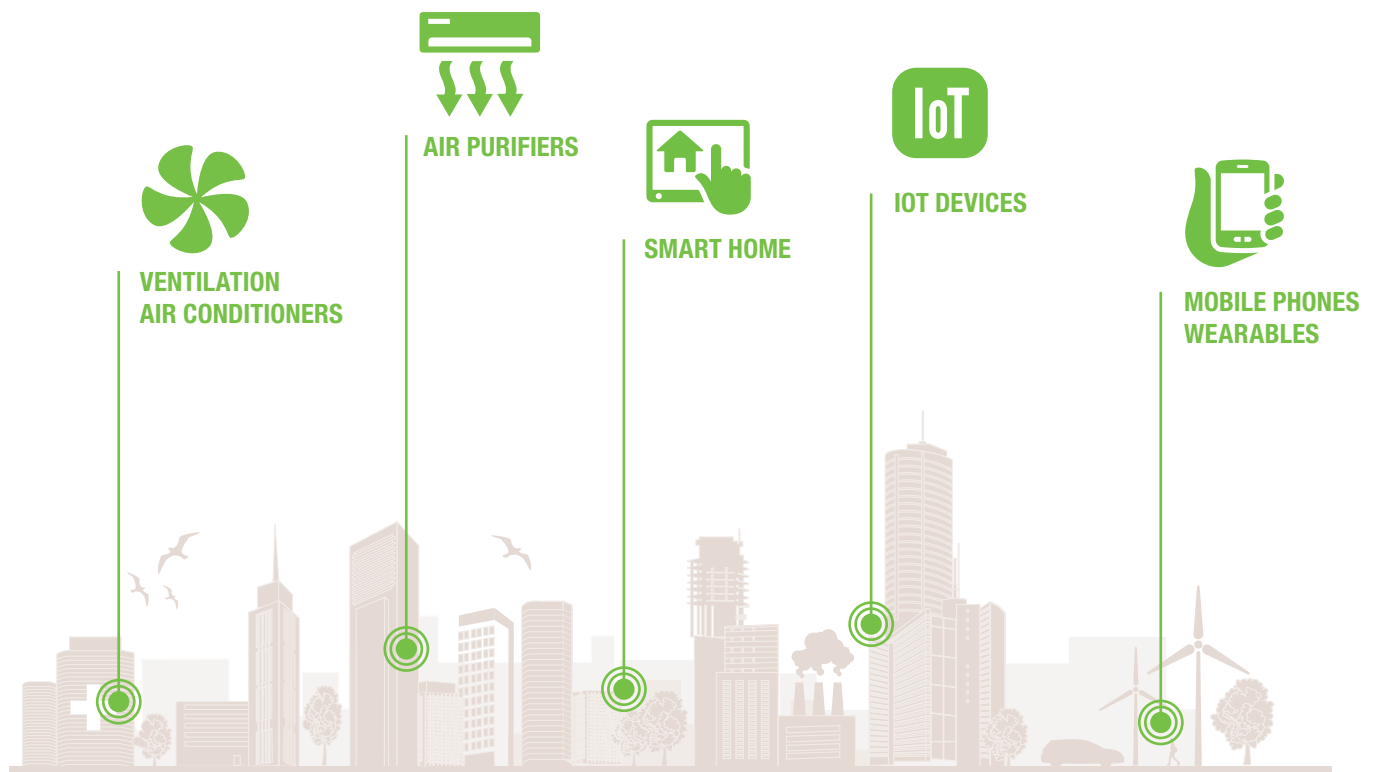 AIR PURIFIERS
IoT
IOT DEVICES
SMART HOME
VENTILATION
AIR CONDITIONERS
MOBILE PHONES
WEARABLES